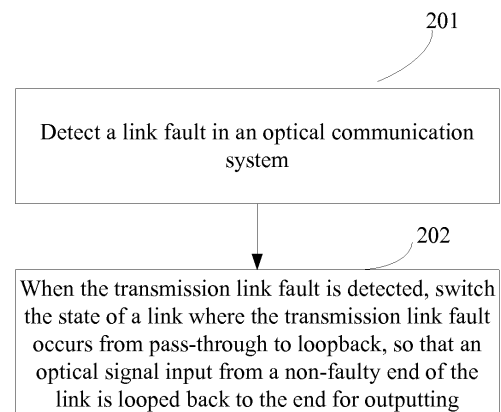 201
Detect a link fault in an optical communication
system
202
When the transmission link fault is detected, switch
the state of a link where the transmission link fault
occurs from pass-through to loopback, so that an
optical signal input from a non-faulty end of the
link is looped back to the end for outputting